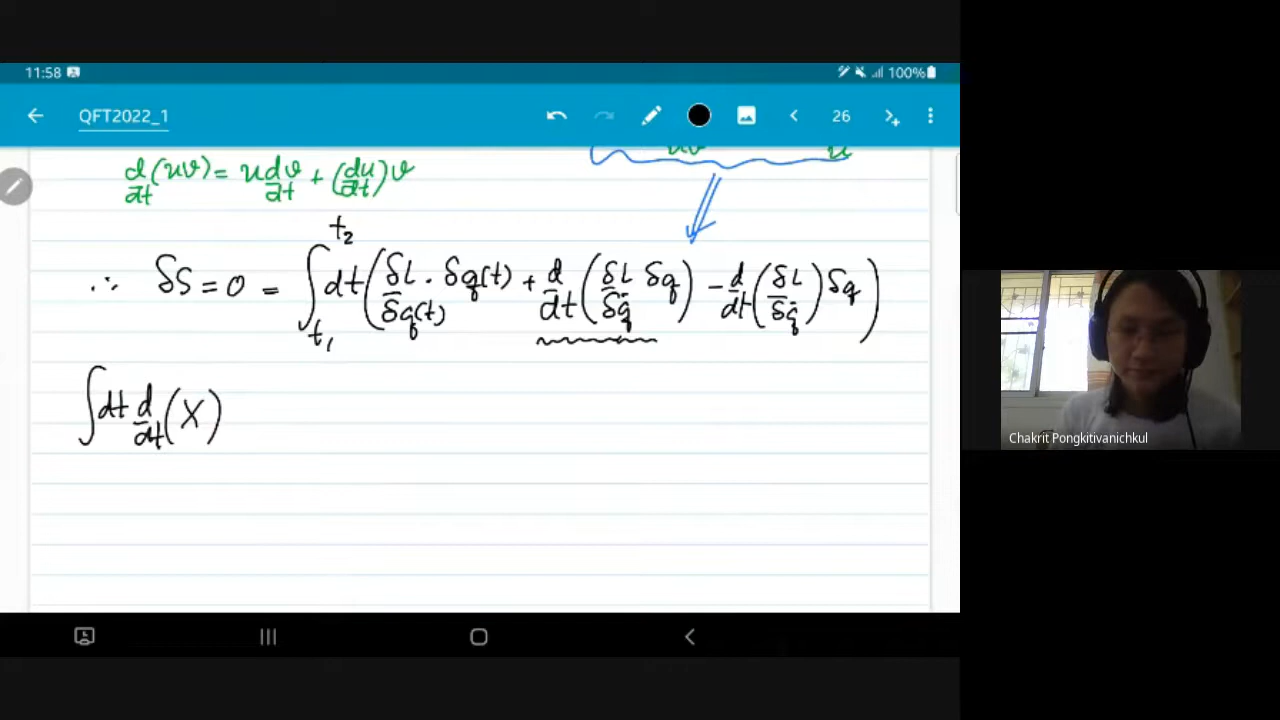 11:58 100%
QFT2022_1 26
d/dt (uv) = u dv/dt + (du/dt) v
t₂
∴ δS = 0 = ∫ dt ( δL/δq(t) · δq(t) + d/dt ( δL/δq̇ δq ) − d/dt ( δL/δq̇ ) δq )
t₁
∫ dt d/dt (X)
Chakrit Pongkitivanichkul